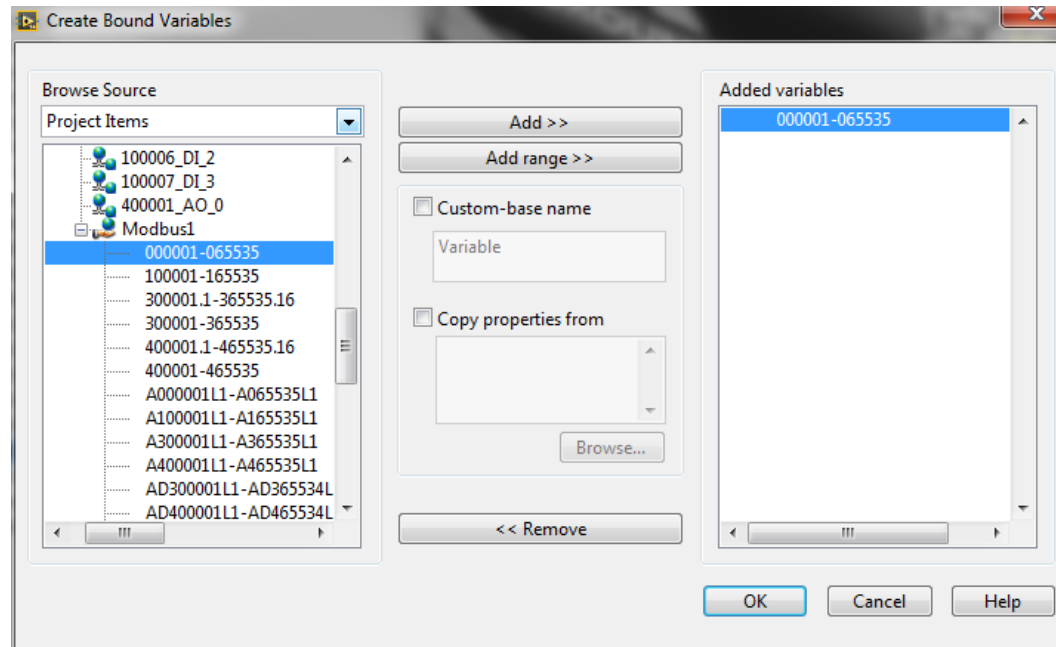 Create Bound Variables
Browse Source
Project Items
100006_DI_2
100007_DI_3
400001_AO_0
Modbus1
000001-065535
100001-165535
300001.1-365535.16
300001-365535
400001.1-465535.16
400001-465535
A000001L1-A065535L1
A100001L1-A165535L1
A300001L1-A365535L1
A400001L1-A465535L1
AD300001L1-AD365534L
AD400001L1-AD465534L
Add >>
Add range >>
Custom-base name
Variable
Copy properties from
Browse...
<< Remove
Added variables
000001-065535
OK
Cancel
Help